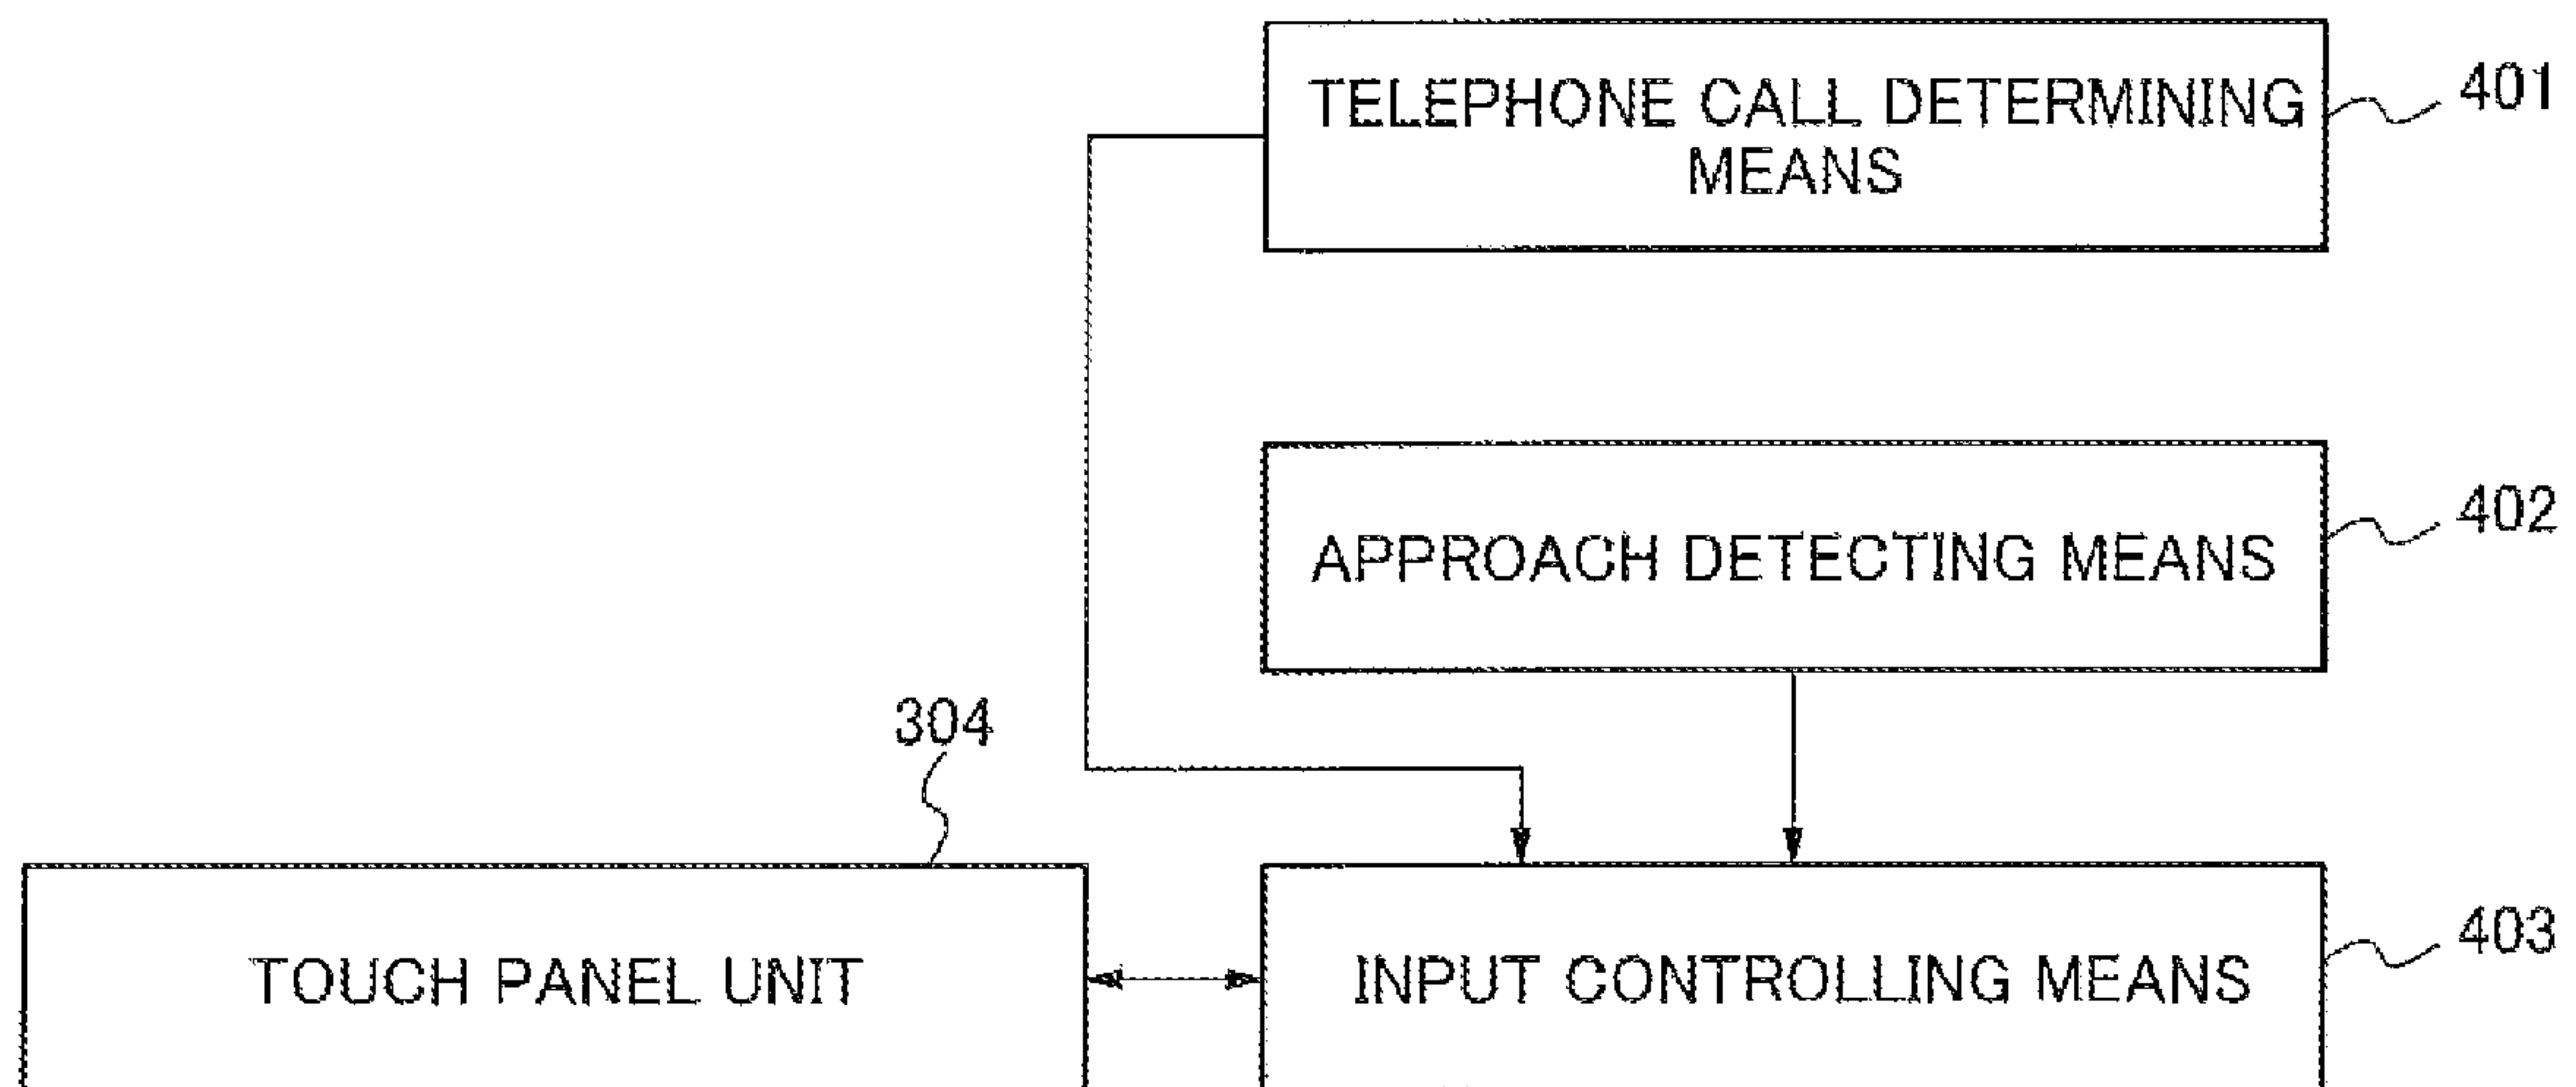 TELEPHONE CALL DETERMINING
MEANS
401
APPROACH DETECTING MEANS
402
304
TOUCH PANEL UNIT
INPUT CONTROLLING MEANS
403